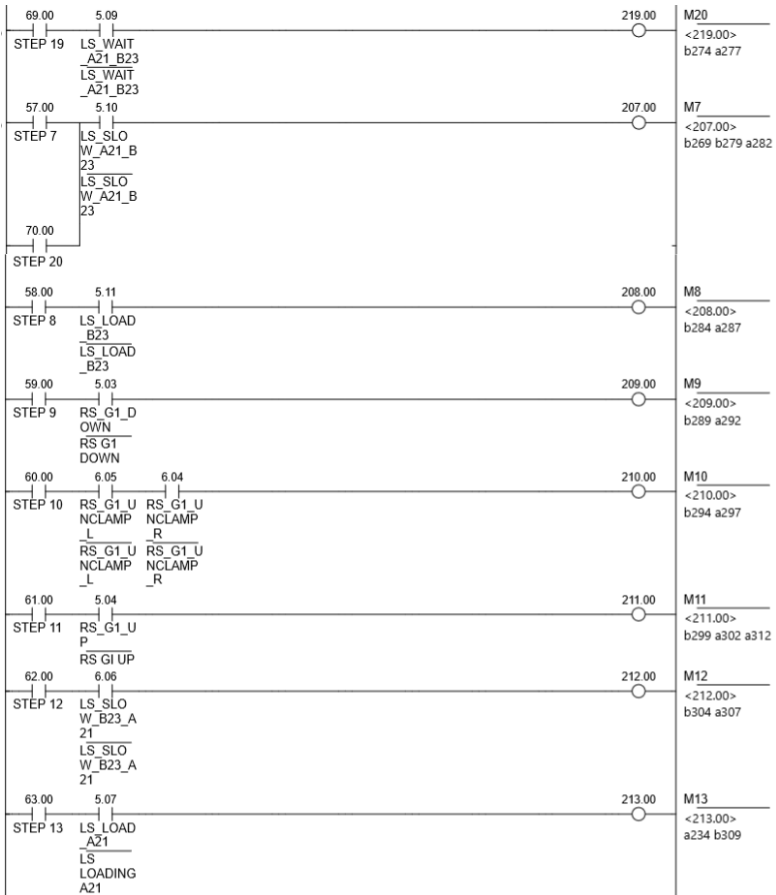 69.00 5.09 219.00 M20
STEP 19 LS_WAIT <219.00>
_A21_B23 b274 a277
LS_WAIT
_A21_B23
57.00 5.10 207.00 M7
STEP 7 LS_SLO <207.00>
W_A21_B b269 b279 a282
23
LS_SLO
W_A21_B
23
70.00
STEP 20
58.00 5.11 208.00 M8
STEP 8 LS_LOAD <208.00>
_B23 b284 a287
LS_LOAD
_B23
59.00 5.03 209.00 M9
STEP 9 RS_G1_D <209.00>
OWN b289 a292
RS G1
DOWN
60.00 6.05 6.04 210.00 M10
STEP 10 RS_G1_U RS_G1_U <210.00>
NCLAMP NCLAMP b294 a297
_L _R
RS_G1_U RS_G1_U
NCLAMP NCLAMP
_L _R
61.00 5.04 211.00 M11
STEP 11 RS_G1_U <211.00>
P b299 a302 a312
RS GI UP
62.00 6.06 212.00 M12
STEP 12 LS_SLO <212.00>
W_B23_A b304 a307
21
LS_SLO
W_B23_A
21
63.00 5.07 213.00 M13
STEP 13 LS_LOAD <213.00>
_A21 a234 b309
LS
LOADING
A21